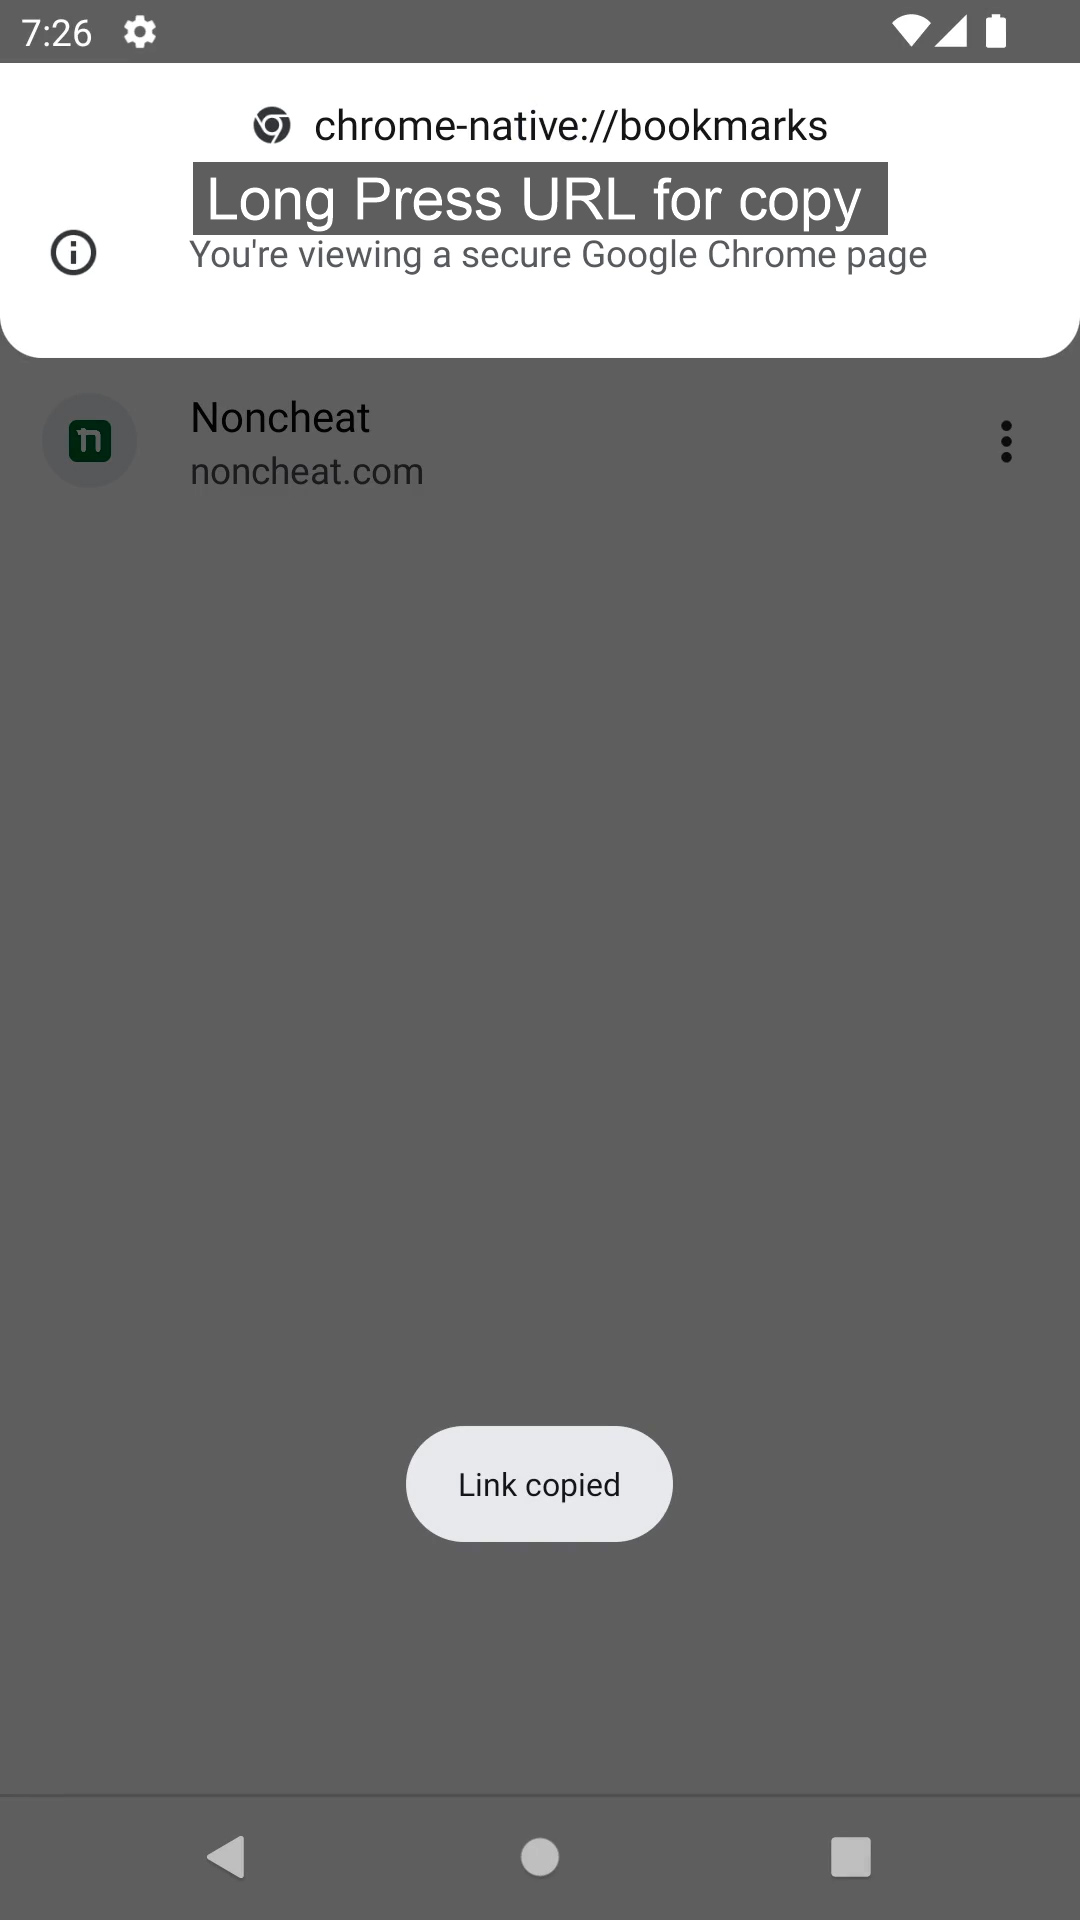 7:26
chrome-native://bookmarks
Long Press URL for copy
You're viewing a secure Google Chrome page
Noncheat
noncheat.com
Link copied